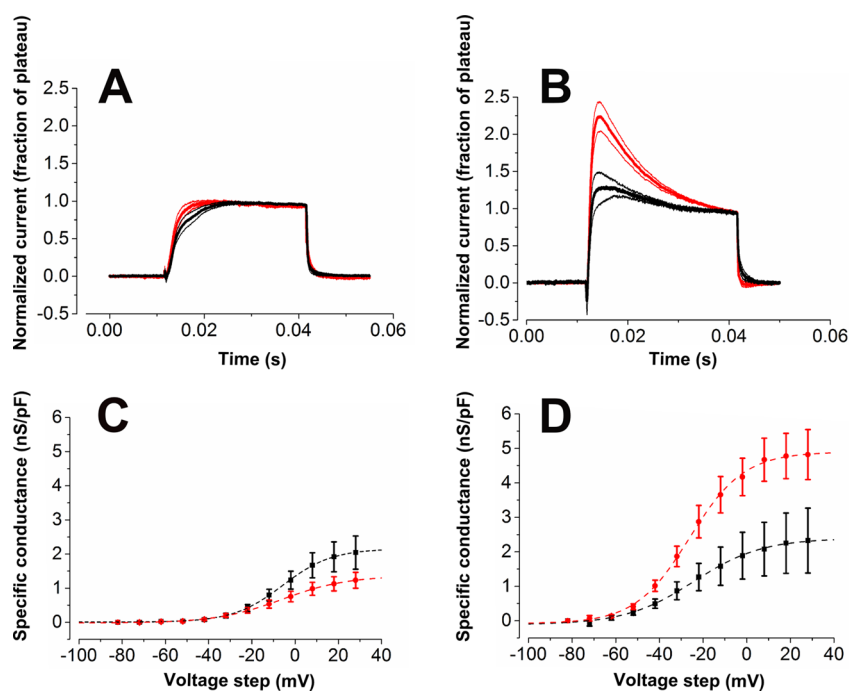 A
Normalized current (fraction of plateau)
2.5
2.0
1.5
1.0
0.5
0.0
-0.5
0.00 0.02 0.04 0.06
Time (s)
B
Normalized current (fraction of plateau)
2.5
2.0
1.5
1.0
0.5
0.0
-0.5
0.00 0.02 0.04 0.06
Time (s)
C
Specific conductance (nS/pF)
6
5
4
3
2
1
0
-100 -80 -60 -40 -20 0 20 40
Voltage step (mV)
D
Specific conductance (nS/pF)
6
5
4
3
2
1
0
-100 -80 -60 -40 -20 0 20 40
Voltage step (mV)